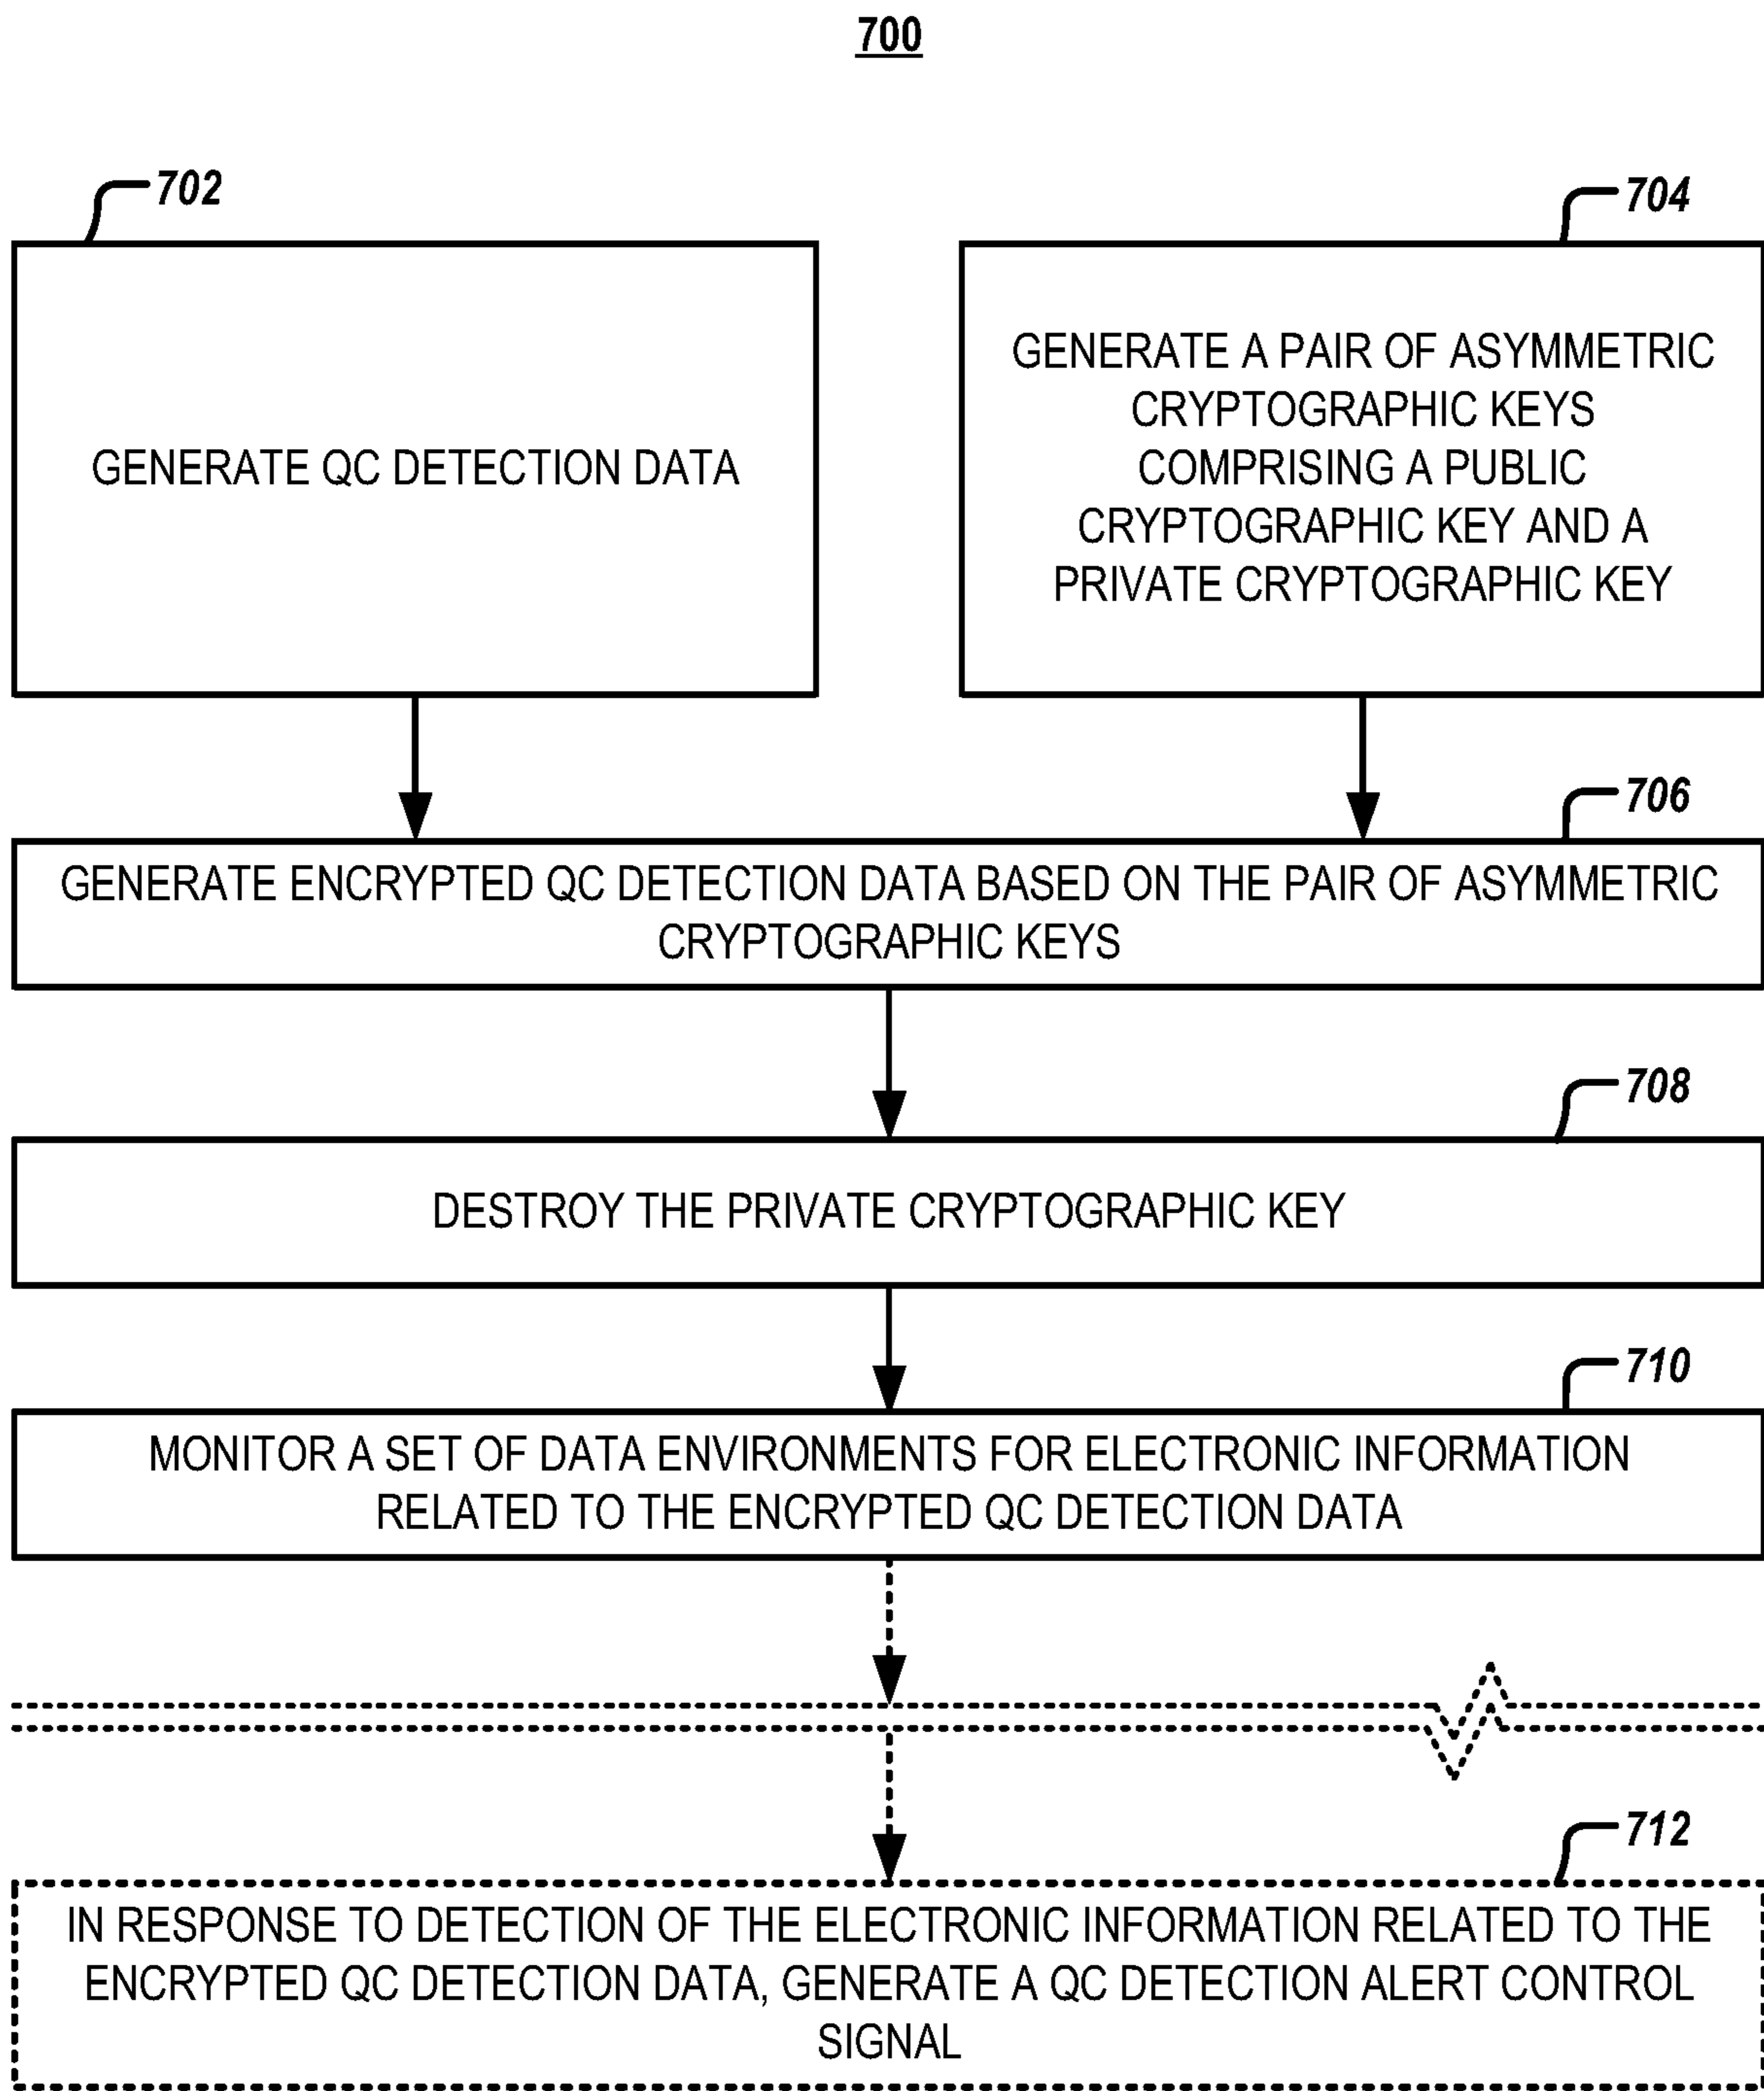 700
702
GENERATE QC DETECTION DATA
704
GENERATE A PAIR OF ASYMMETRIC
CRYPTOGRAPHIC KEYS
COMPRISING A PUBLIC
CRYPTOGRAPHIC KEY AND A
PRIVATE CRYPTOGRAPHIC KEY
706
GENERATE ENCRYPTED QC DETECTION DATA BASED ON THE PAIR OF ASYMMETRIC
CRYPTOGRAPHIC KEYS
708
DESTROY THE PRIVATE CRYPTOGRAPHIC KEY
710
MONITOR A SET OF DATA ENVIRONMENTS FOR ELECTRONIC INFORMATION
RELATED TO THE ENCRYPTED QC DETECTION DATA
712
IN RESPONSE TO DETECTION OF THE ELECTRONIC INFORMATION RELATED TO THE
ENCRYPTED QC DETECTION DATA, GENERATE A QC DETECTION ALERT CONTROL
SIGNAL